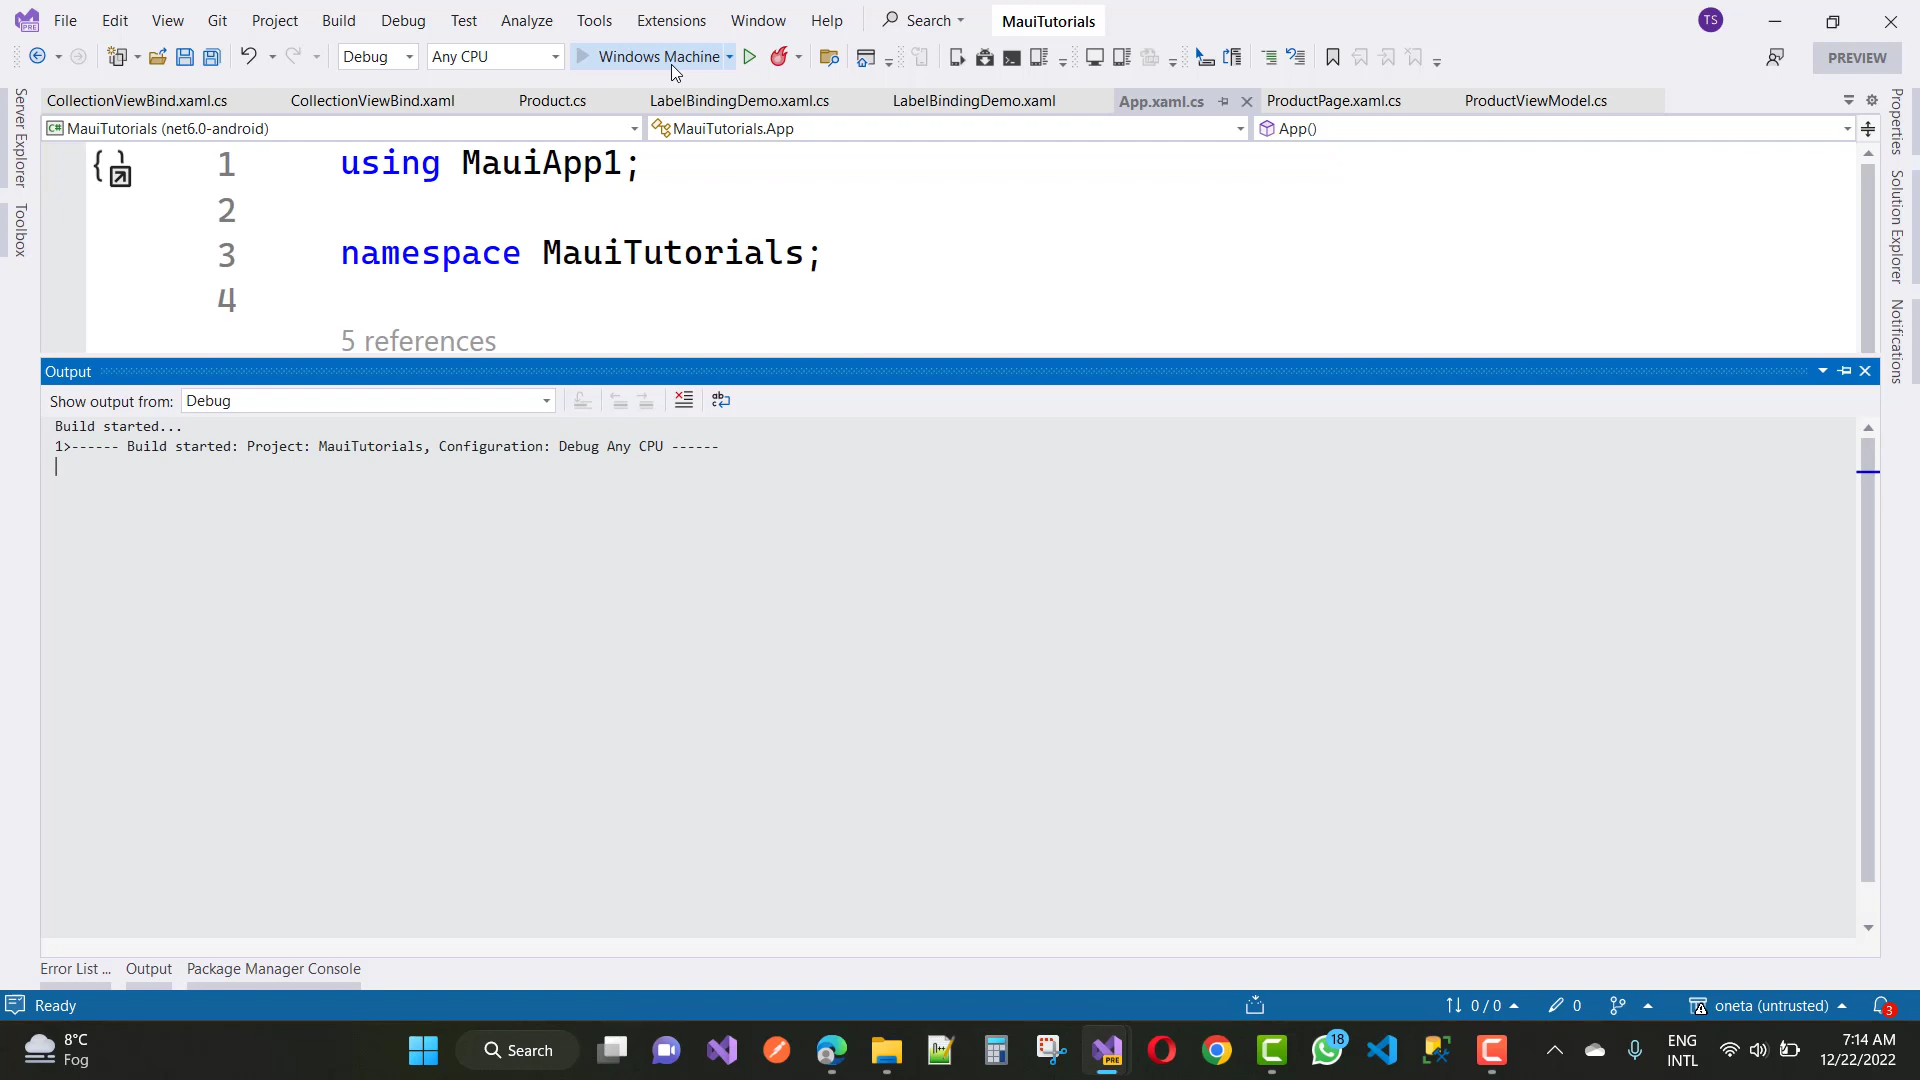 File Edit View Git Project Build Debug Test Analyze Tools Extensions Window Help Search MauiTutorials TS
Debug Any CPU Windows Machine PREVIEW
CollectionViewBind.xaml.cs CollectionViewBind.xaml Product.cs LabelBindingDemo.xaml.cs LabelBindingDemo.xaml App.xaml.cs ProductPage.xaml.cs ProductViewModel.cs
MauiTutorials (net6.0-android) MauiTutorials.App App()
Server Explorer
Toolbox
Properties
Solution Explorer
Notifications
1 using MauiApp1;
2
3 namespace MauiTutorials;
4
5 references
Output
Show output from: Debug
Build started...
1>------ Build started: Project: MauiTutorials, Configuration: Debug Any CPU ------
Error List ... Output Package Manager Console
Ready 0 / 0 0 oneta (untrusted) 3
8°C
Fog
Search
PRE
18
ENG
INTL
7:14 AM
12/22/2022